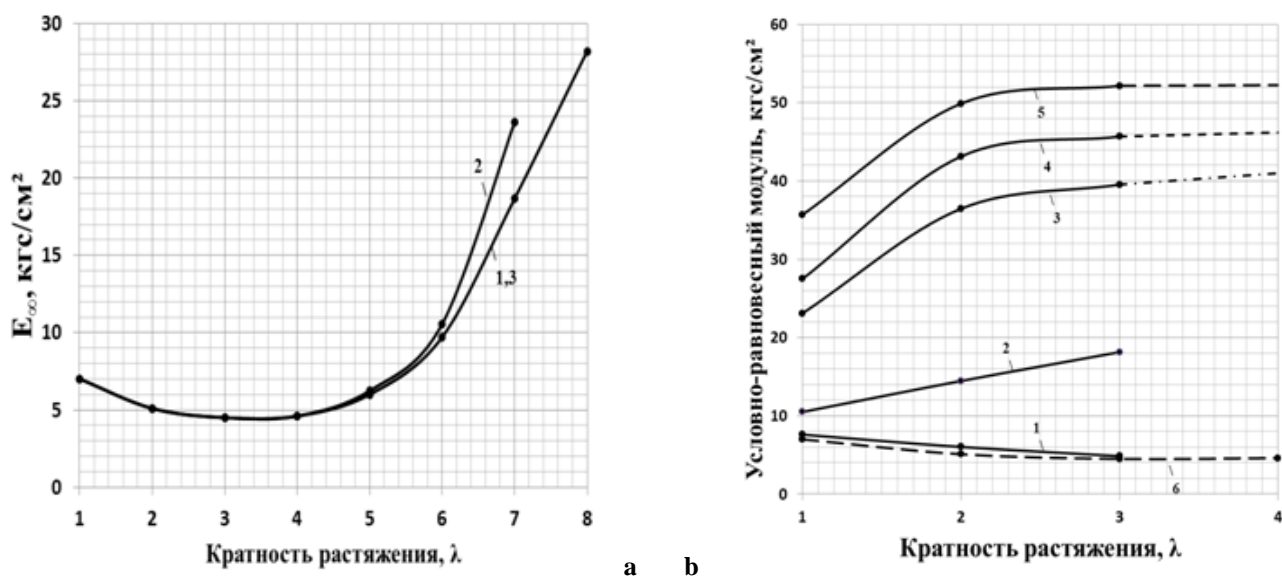 E∞, кгс/см²
30
25
20
15
10
5
0
2
1,3
1 2 3 4 5 6 7 8
Кратность растяжения, λ
a
b
Условно-равновесный модуль, кгс/см²
60
50
40
30
20
10
0
5
4
3
2
1
6
1 2 3 4
Кратность растяжения, λ